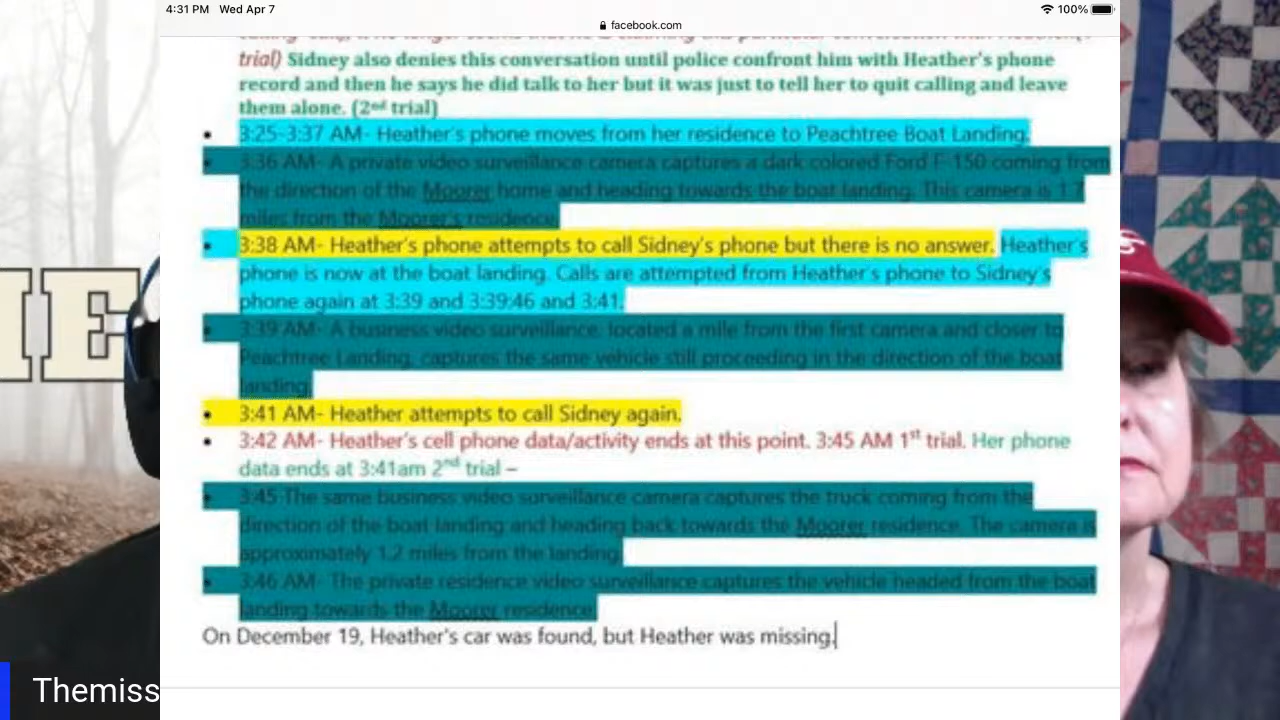 4:31 PM Wed Apr 7
100%
facebook.com
trial) Sidney also denies this conversation until police confront him with Heather's phone
record and then he says he did talk to her but it was just to tell her to quit calling and leave
them alone. (2nd trial)
• 3:25-3:37 AM- Heather's phone moves from her residence to Peachtree Boat Landing.
• 3:36 AM- A private video surveillance camera captures a dark colored Ford F-150 coming from
the direction of the Moorer home and heading towards the boat landing. This camera is 1.7
miles from the Moorer's residence.
• 3:38 AM- Heather's phone attempts to call Sidney's phone but there is no answer. Heather's
phone is now at the boat landing. Calls are attempted from Heather's phone to Sidney's
phone again at 3:39 and 3:39:46 and 3:41.
• 3:39 AM- A business video surveillance, located a mile from the first camera and closer to
Peachtree Landing, captures the same vehicle still proceeding in the direction of the boat
landing.
• 3:41 AM- Heather attempts to call Sidney again.
• 3:42 AM- Heather's cell phone data/activity ends at this point. 3:45 AM 1st trial. Her phone
data ends at 3:41am 2nd trial –
• 3:45 The same business video surveillance camera captures the truck coming from the
direction of the boat landing and heading back towards the Moorer residence. The camera is
approximately 1.2 miles from the landing.
• 3:46 AM- The private residence video surveillance captures the vehicle headed from the boat
landing towards the Moorer residence.
On December 19, Heather's car was found, but Heather was missing.
IE
Themiss